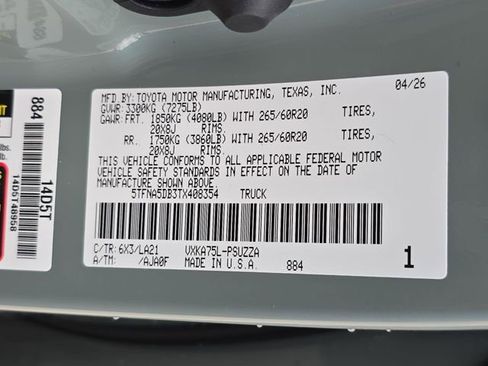 MFD.BY:TOYOTA MOTOR MANUFACTURING, TEXAS, INC. 04/26
GVWR:3300KG (7275LB)
GAWR:FRT. 1850KG (4080LB) WITH 265/60R20 TIRES,
20X8J RIMS,
RR. 1750KG (3860LB) WITH 265/60R20 TIRES,
20X8J RIMS.
THIS VEHICLE CONFORMS TO ALL APPLICABLE FEDERAL MOTOR
VEHICLE SAFETY STANDARDS IN EFFECT ON THE DATE OF
MANUFACTURE SHOWN ABOVE.
5TFNA5DB3TX408354 TRUCK
C/TR:6X3/LA21 VXKA75L-PSUZZA
A/TM: /AJA0F MADE IN U.S.A. 884 1
884
14D5T
14D5T48958
lbs.
lb.